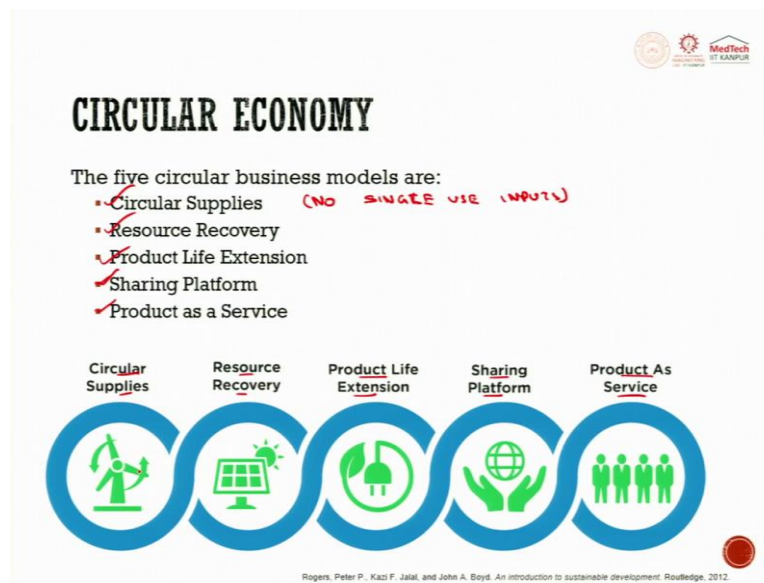 MedTech
IIT KANPUR
CIRCULAR ECONOMY
The five circular business models are:
Circular Supplies (NO SINGLE USE INPUTS)
Resource Recovery
Product Life Extension
Sharing Platform
Product as a Service
Circular Supplies
Resource Recovery
Product Life Extension
Sharing Platform
Product As Service
Rogers, Peter P., Kazi F. Jalal, and John A. Boyd. An introduction to sustainable development. Routledge, 2012.